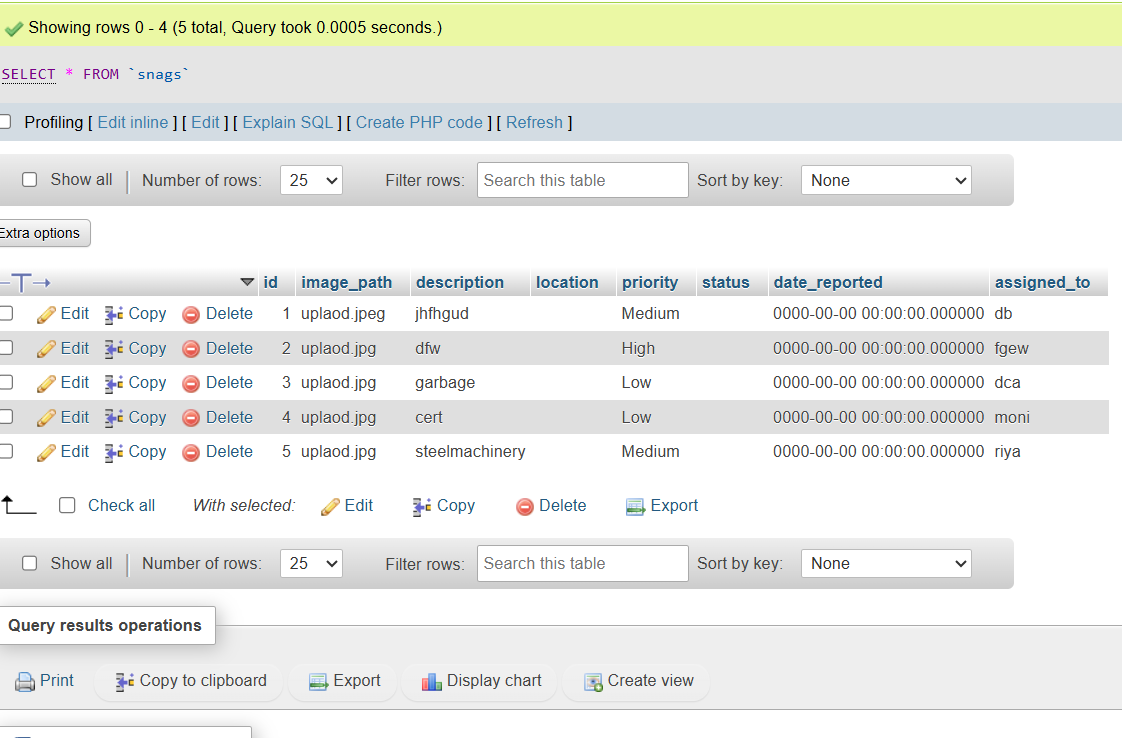 Showing rows 0 - 4 (5 total, Query took 0.0005 seconds.)
SELECT * FROM `snags`
Profiling [ Edit inline ] [ Edit ] [ Explain SQL ] [ Create PHP code ] [ Refresh ]
Show all Number of rows: 25 Filter rows: Search this table Sort by key: None
Extra options
id image_path description location priority status date_reported assigned_to
Edit Copy Delete 1 uplaod.jpeg jhfhgud Medium 0000-00-00 00:00:00.000000 db
Edit Copy Delete 2 uplaod.jpg dfw High 0000-00-00 00:00:00.000000 fgew
Edit Copy Delete 3 uplaod.jpg garbage Low 0000-00-00 00:00:00.000000 dca
Edit Copy Delete 4 uplaod.jpg cert Low 0000-00-00 00:00:00.000000 moni
Edit Copy Delete 5 uplaod.jpg steelmachinery Medium 0000-00-00 00:00:00.000000 riya
Check all With selected: Edit Copy Delete Export
Show all Number of rows: 25 Filter rows: Search this table Sort by key: None
Query results operations
Print Copy to clipboard Export Display chart Create view